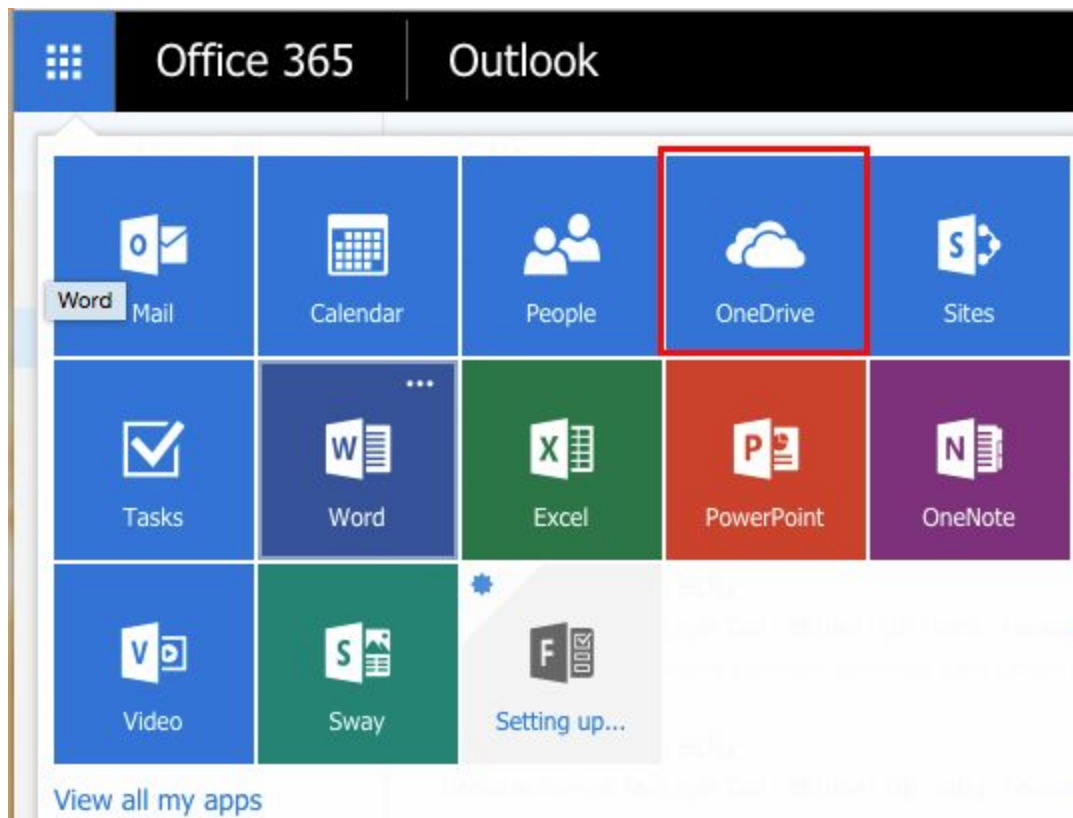 Office 365 Outlook
Word
Mail Calendar People OneDrive Sites
Tasks Word Excel PowerPoint OneNote
Video Sway Setting up...
View all my apps